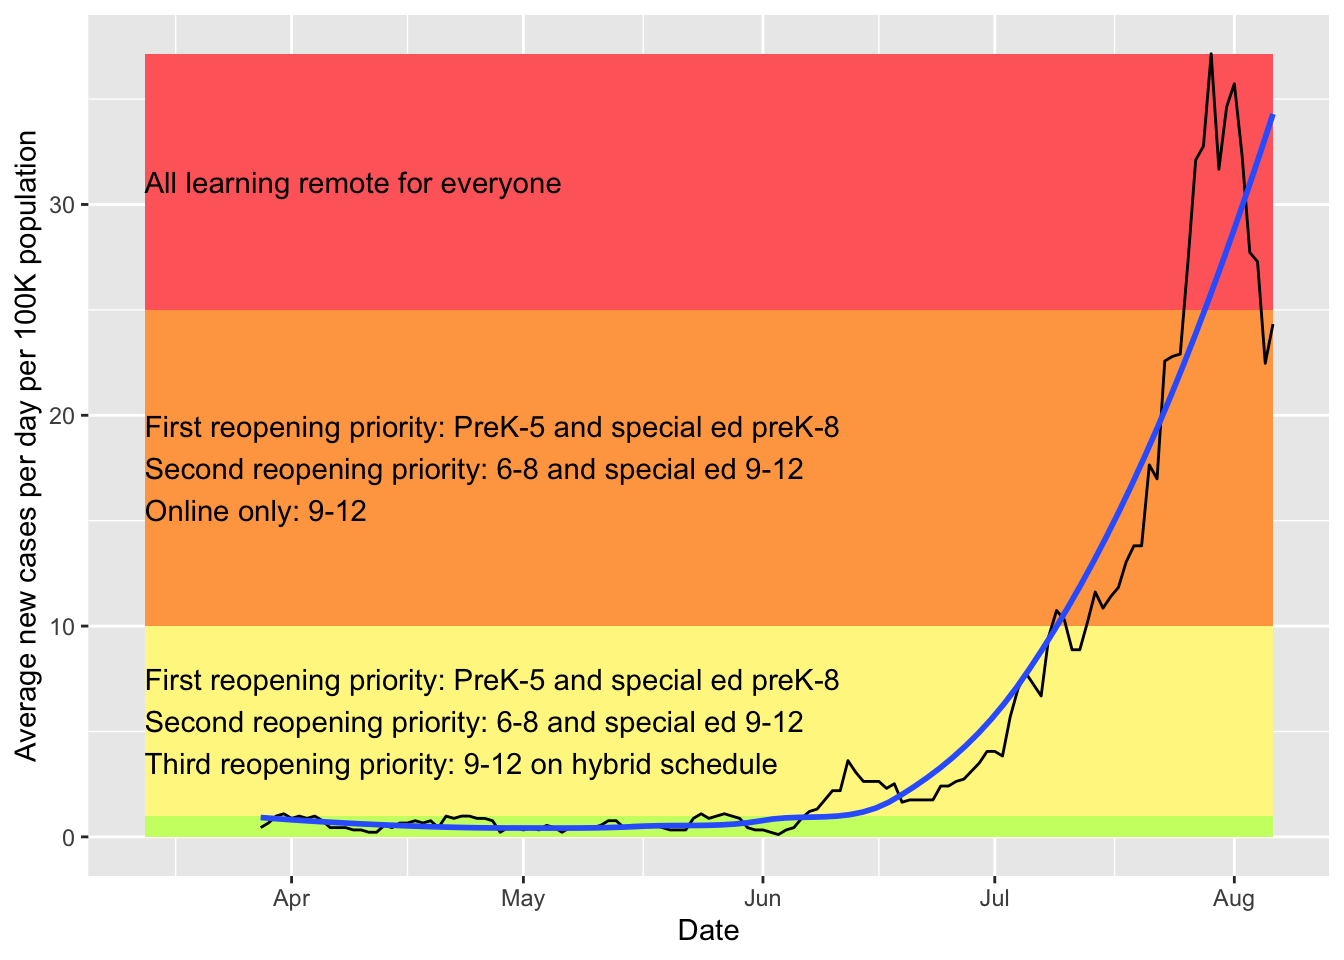 Average new cases per day per 100K population
30
20
10
0
All learning remote for everyone
First reopening priority: PreK-5 and special ed preK-8
Second reopening priority: 6-8 and special ed 9-12
Online only: 9-12
First reopening priority: PreK-5 and special ed preK-8
Second reopening priority: 6-8 and special ed 9-12
Third reopening priority: 9-12 on hybrid schedule
Apr
May
Jun
Jul
Aug
Date